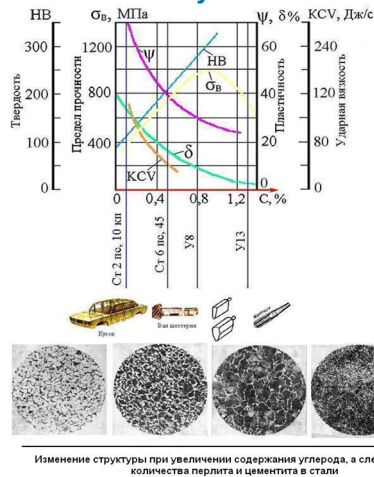 HB
σв, МПа
ψ, δ%
KCV, Дж/с
300
200
100
0
Твердость
1200
800
400
0
Предел прочности
ψ
HB
σв
δ
KCV
60
40
20
0
Пластичность
240
120
80
0
Ударная вязкость
0,4
0,8
1,2
C, %
Ст 2 пс, 10 кп
Ст 6 пс, 45
У8
У13
Кузов
Вал шестерня
Изменение структуры при увеличении содержания углерода, а сле
количества перлита и цементита в стали